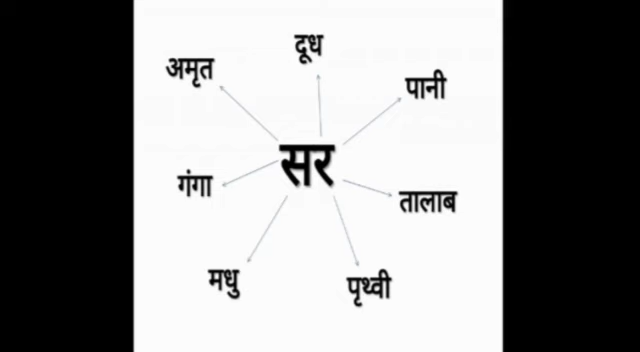 दूध
अमृत
पानी
सर
गंगा
तालाब
मधु
पृथ्वी